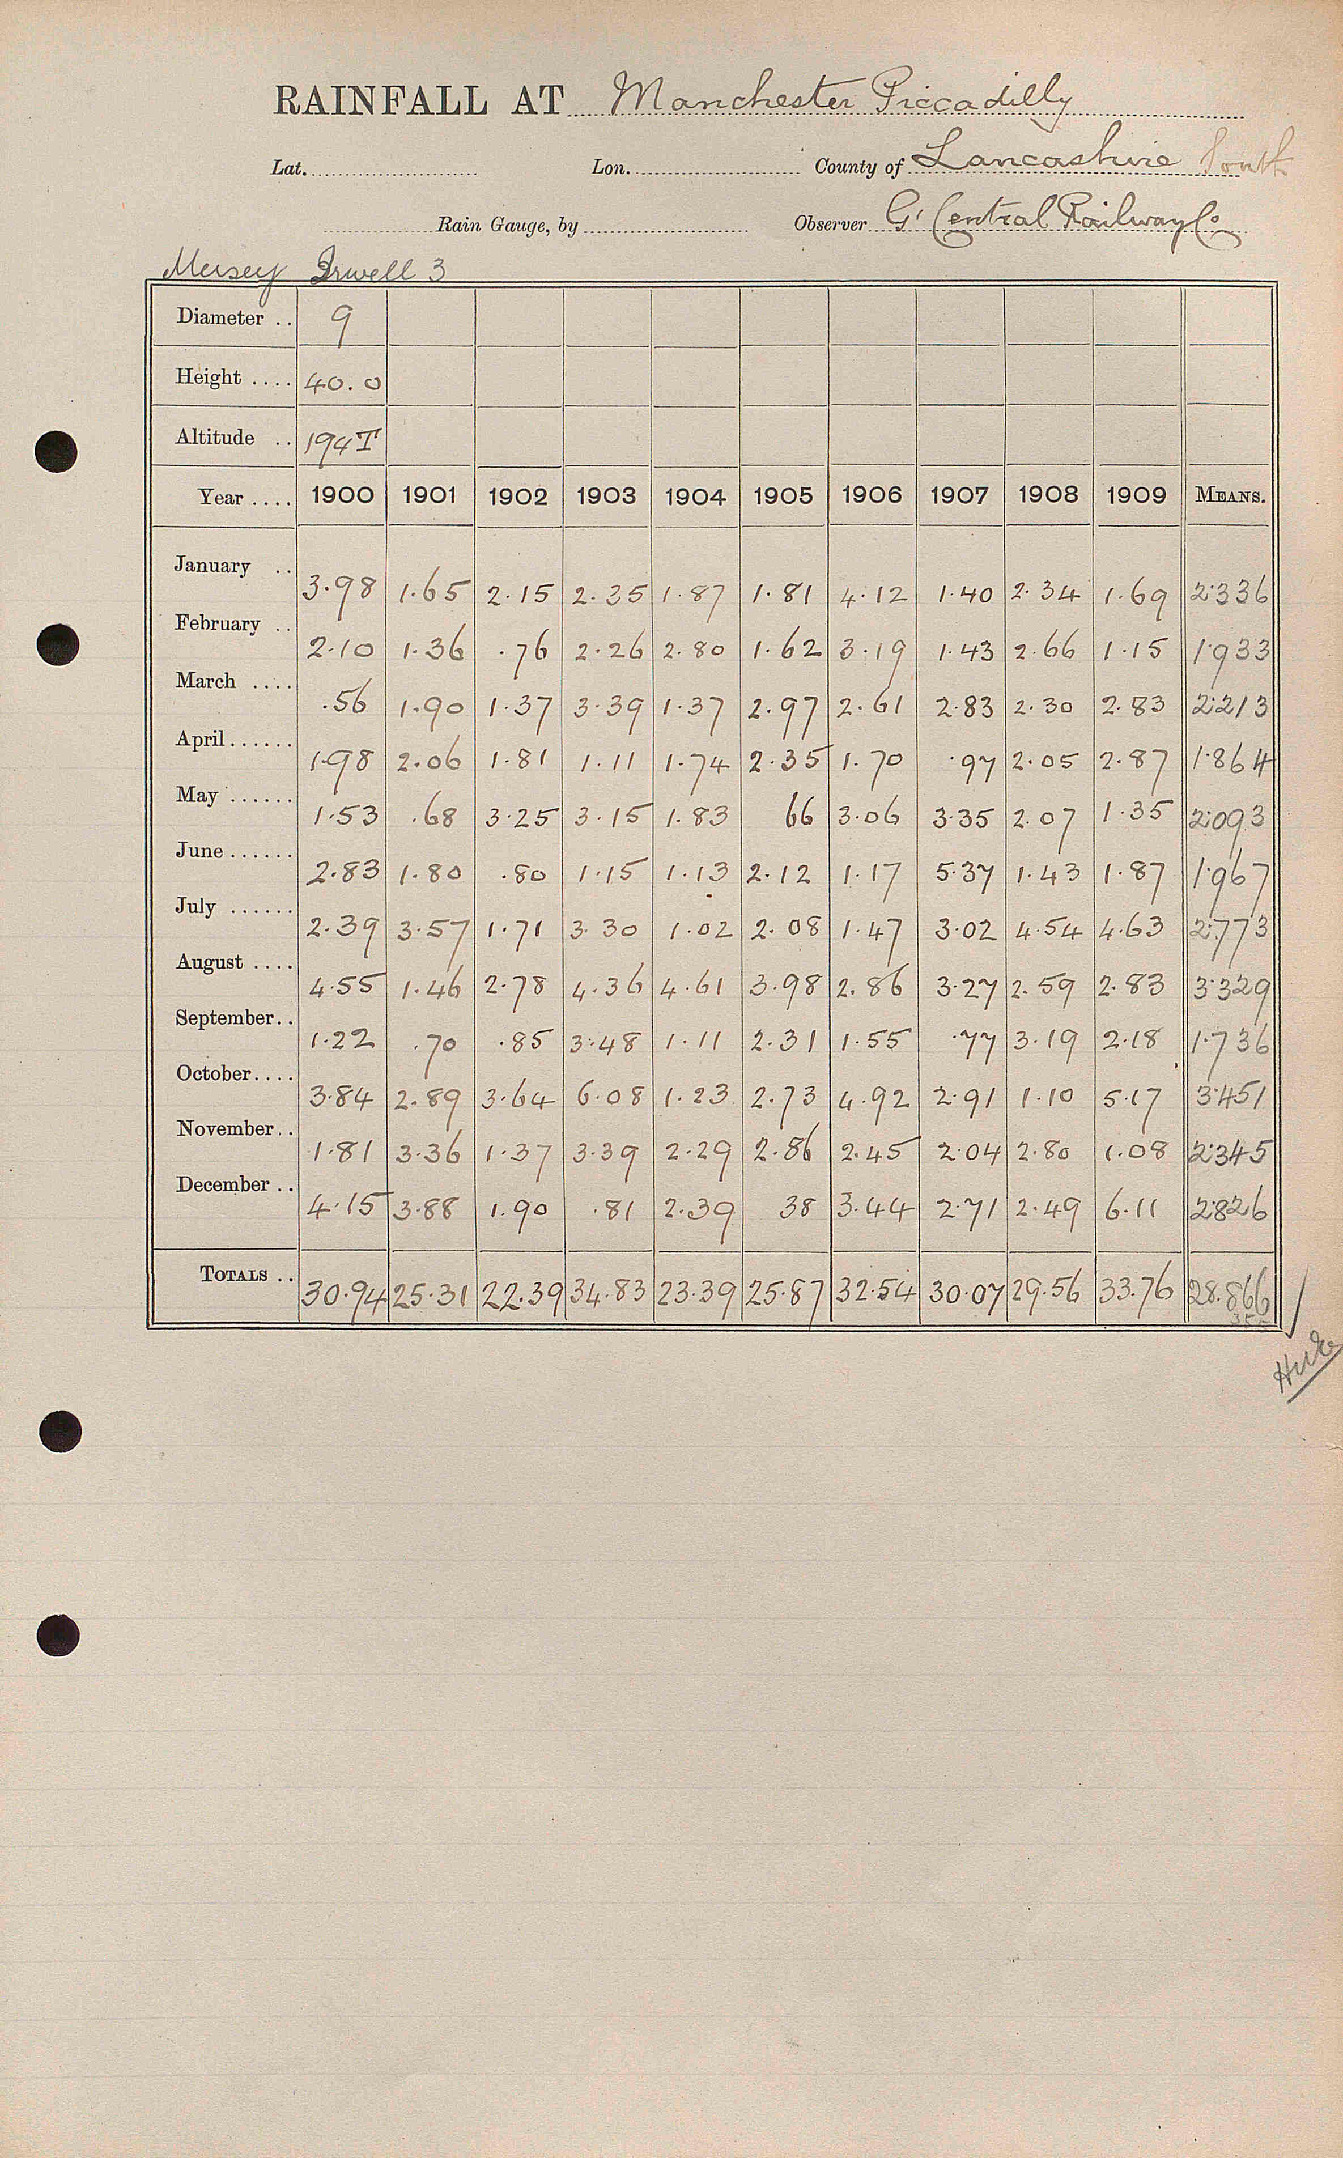 RAINFALL AT Manchester Piccadilly
Lat. Lon. County of Lancashire South
Rain Gauge, by Observer Gt Central Railway Co
Mersey Irwell 3
Diameter .. 9
Height .... 40.0
Altitude .. 194T
Year .... 1900 1901 1902 1903 1904 1905 1906 1907 1908 1909 MEANS.
January .. 3.98 1.65 2.15 2.35 1.87 1.81 4.12 1.40 2.34 1.69 2.336
February .. 2.10 1.36 .76 2.26 2.80 1.62 3.19 1.43 2.66 1.15 1.933
March .... .56 1.90 1.37 3.39 1.37 2.97 2.61 2.83 2.30 2.83 2.213
April ...... 1.98 2.06 1.81 1.11 1.74 2.35 1.70 .97 2.05 2.87 1.864
May ...... 1.53 .68 3.25 3.15 1.83 66 3.06 3.35 2.07 1.35 2.093
June ...... 2.83 1.80 .80 1.15 1.13 2.12 1.17 5.37 1.43 1.87 1.967
July ...... 2.39 3.57 1.71 3.30 1.02 2.08 1.47 3.02 4.54 4.63 2.773
August .... 4.55 1.46 2.78 4.36 4.61 3.98 2.86 3.27 2.59 2.83 3.329
September .. 1.22 .70 .85 3.48 1.11 2.31 1.55 .77 3.19 2.18 1.736
October .... 3.84 2.89 3.64 6.08 1.23 2.73 4.92 2.91 1.10 5.17 3.451
November .. 1.81 3.36 1.37 3.39 2.29 2.86 2.45 2.04 2.80 1.08 2.345
December .. 4.15 3.88 1.90 .81 2.39 38 3.44 2.71 2.49 6.11 2.826
TOTALS .. 30.94 25.31 22.39 34.83 23.39 25.87 32.54 30.07 29.56 33.76 28.866